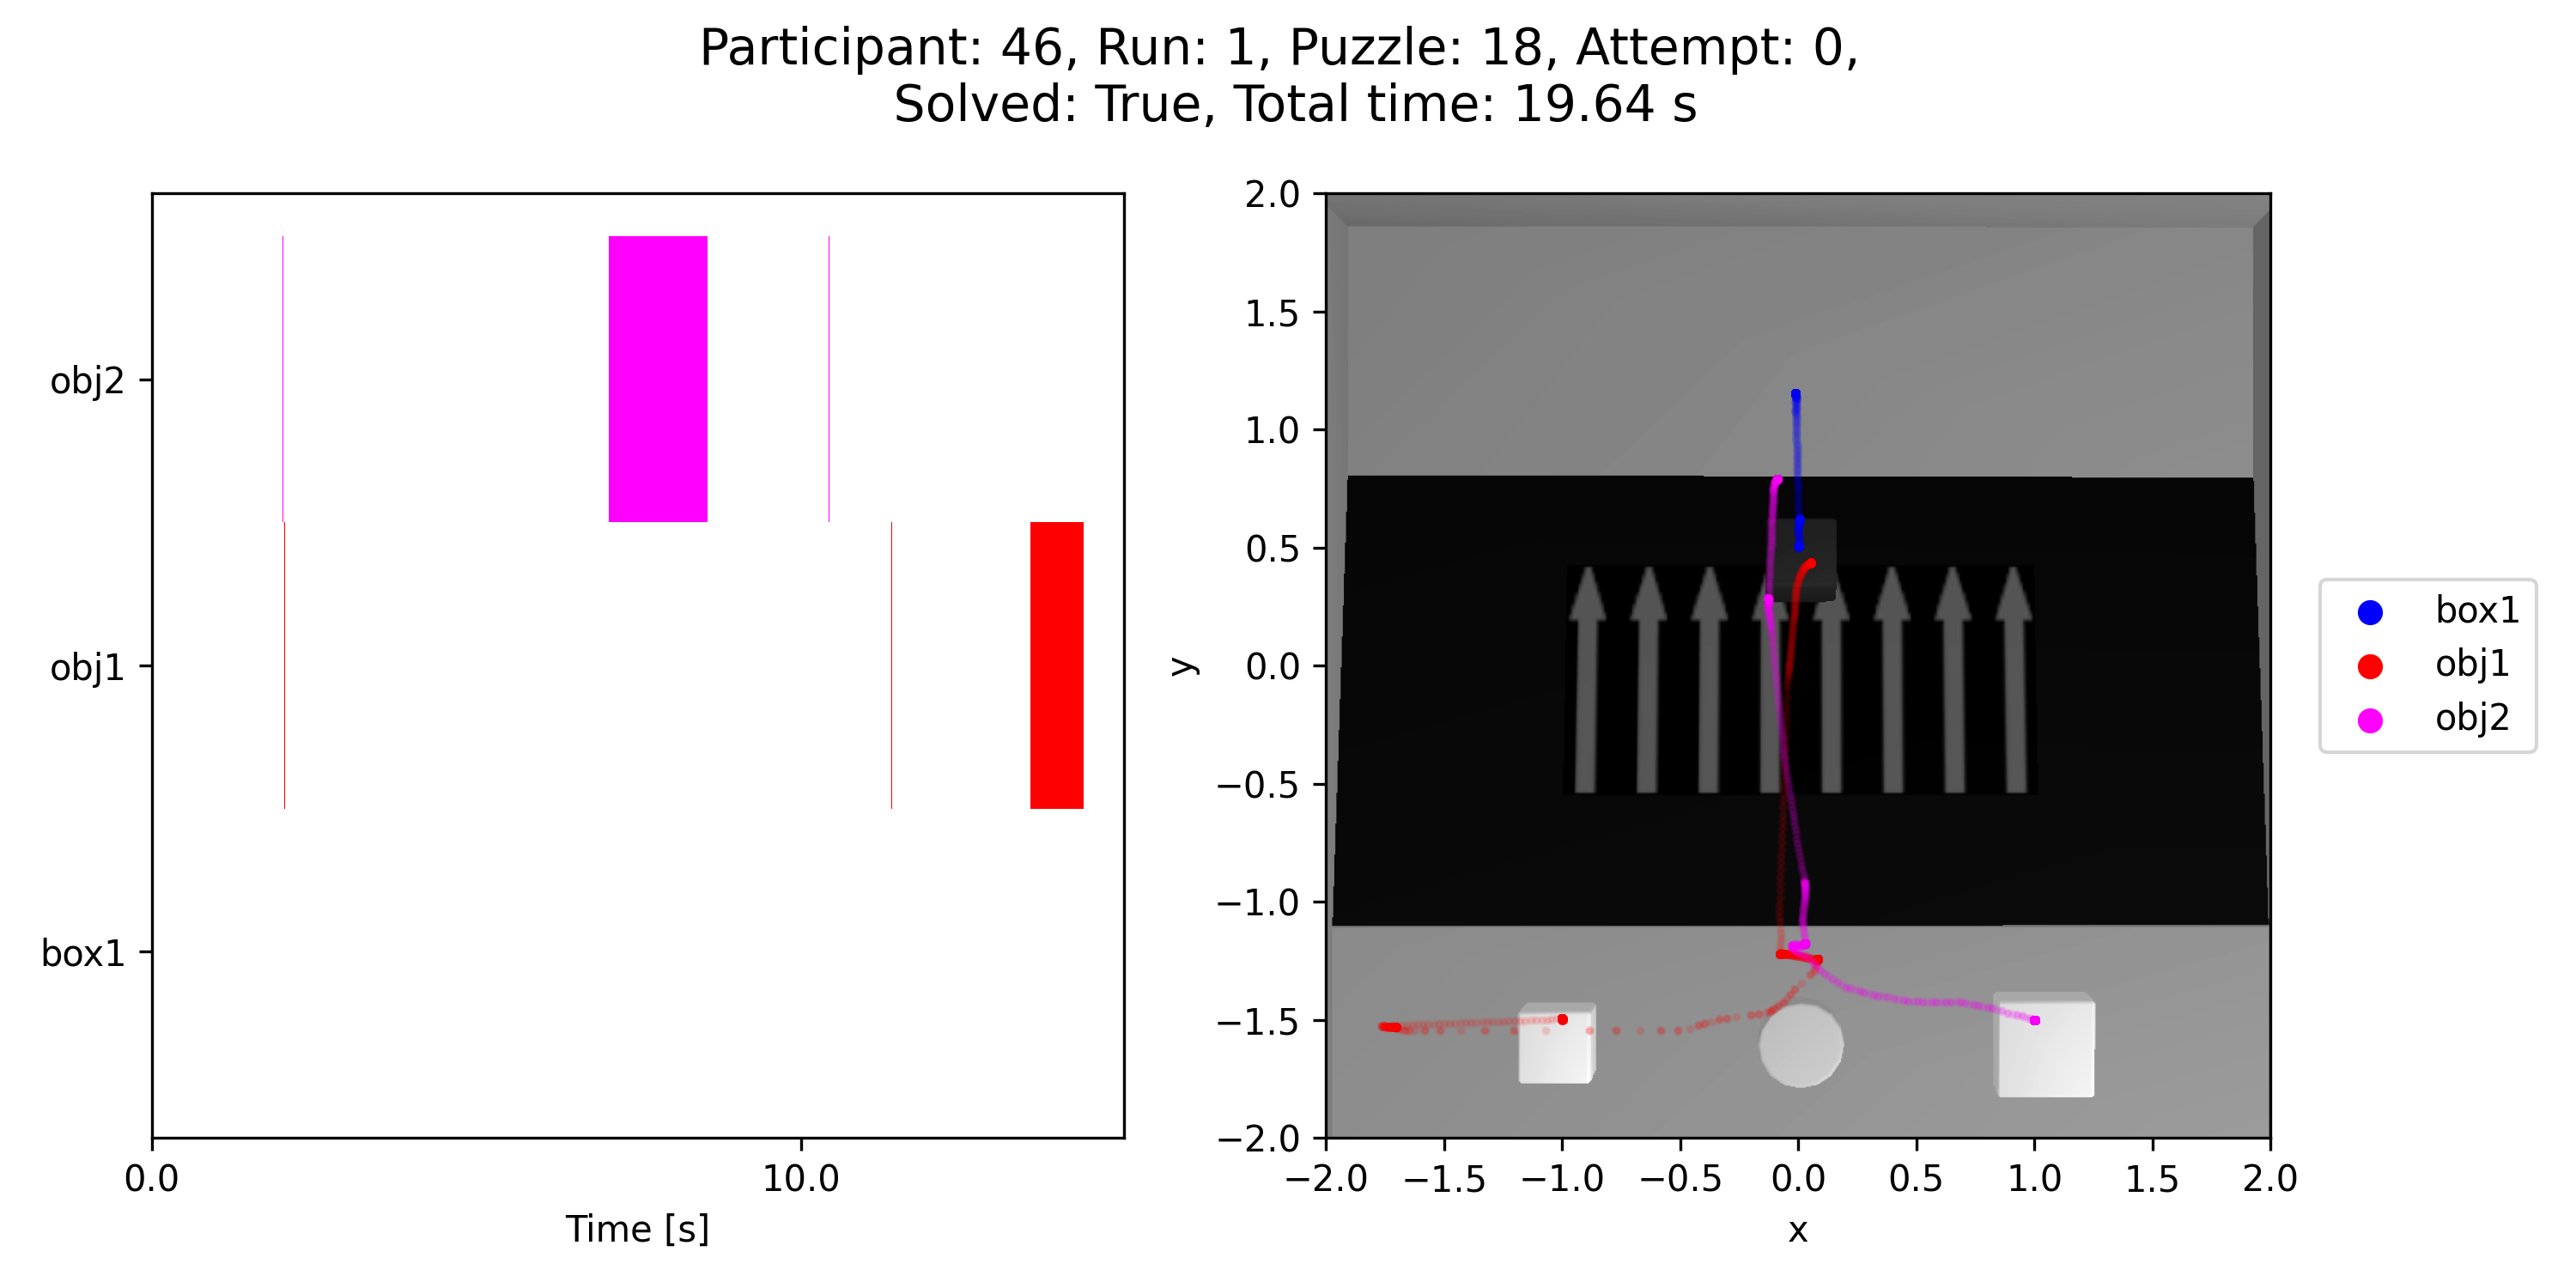 Participant: 46, Run: 1, Puzzle: 18, Attempt: 0,
Solved: True, Total time: 19.64 s
obj2
obj1
box1
0.0
10.0
Time [s]
2.0
1.5
1.0
0.5
0.0
−0.5
−1.0
−1.5
−2.0
y
−2.0
−1.5
−1.0
−0.5
0.0
0.5
1.0
1.5
2.0
x
box1
obj1
obj2